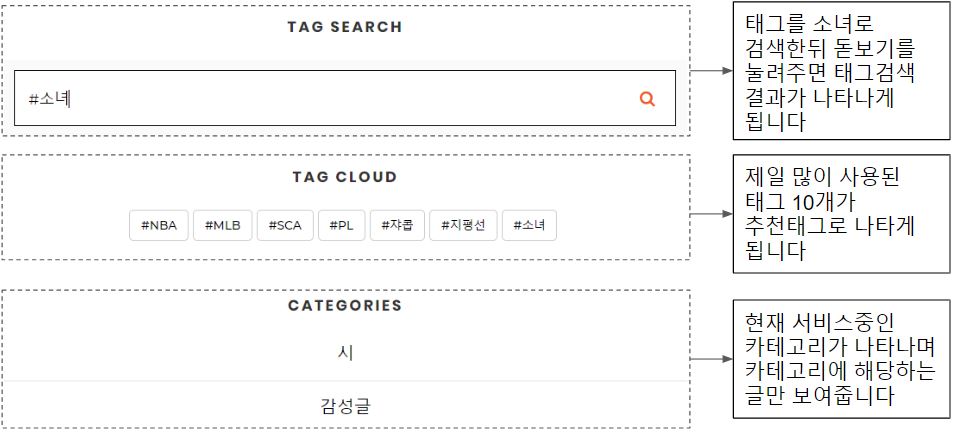 TAG SEARCH
#소녀
태그를 소녀로
검색한뒤 돋보기를
눌려주면 태그검색
결과가 나타나게
됩니다
TAG CLOUD
#NBA #MLB #SCA #PL #쟈콥 #지평선 #소녀
제일 많이 사용된
태그 10개가
추천태그로 나타게
됩니다
CATEGORIES
시
감성글
현재 서비스중인
카테고리가 나타나며
카테고리에 해당하는
글만 보여줍니다